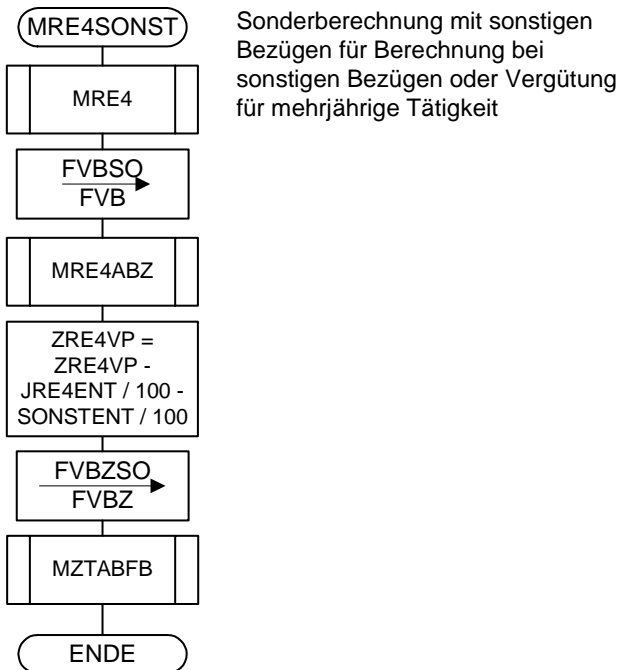 MRE4SONST
Sonderberechnung mit sonstigen
Bezügen für Berechnung bei
sonstigen Bezügen oder Vergütung
für mehrjährige Tätigkeit
MRE4
FVBSO
FVB
MRE4ABZ
ZRE4VP =
ZRE4VP -
JRE4ENT / 100 -
SONSTENT / 100
FVBZSO
FVBZ
MZTABFB
ENDE